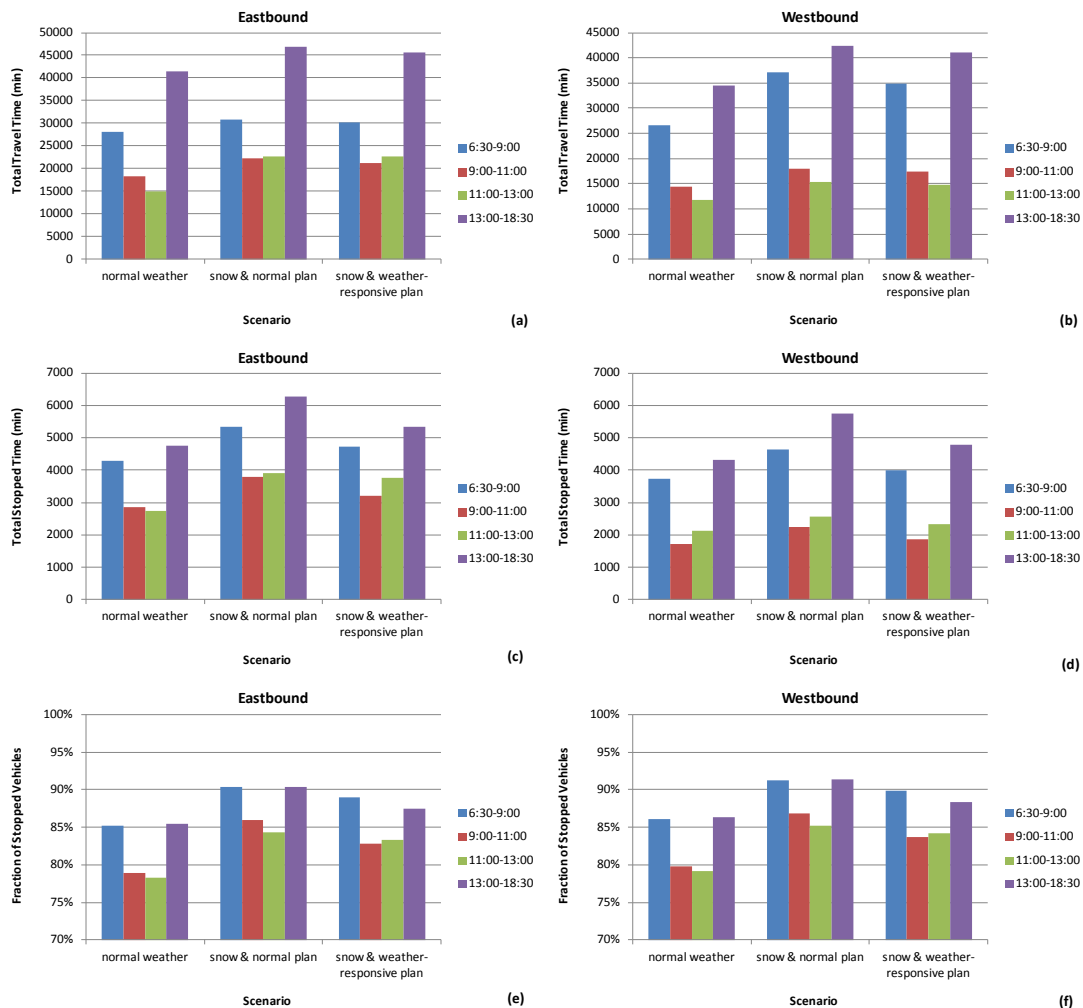 Eastbound
Total Travel Time (min)
50000
45000
40000
35000
30000
25000
20000
15000
10000
5000
0
normal weather
snow & normal plan
snow & weather-
responsive plan
Scenario
6:30-9:00
9:00-11:00
11:00-13:00
13:00-18:30
(a)
Westbound
Total Travel Time (min)
45000
40000
35000
30000
25000
20000
15000
10000
5000
0
normal weather
snow & normal plan
snow & weather-
responsive plan
Scenario
6:30-9:00
9:00-11:00
11:00-13:00
13:00-18:30
(b)
Eastbound
Total Stopped Time (min)
7000
6000
5000
4000
3000
2000
1000
0
normal weather
snow & normal plan
snow & weather-
responsive plan
Scenario
6:30-9:00
9:00-11:00
11:00-13:00
13:00-18:30
(c)
Westbound
Total Stopped Time (min)
7000
6000
5000
4000
3000
2000
1000
0
normal weather
snow & normal plan
snow & weather-
responsive plan
Scenario
6:30-9:00
9:00-11:00
11:00-13:00
13:00-18:30
(d)
Eastbound
Fraction of Stopped Vehicles
100%
95%
90%
85%
80%
75%
70%
normal weather
snow & normal plan
snow & weather-
responsive plan
Scenario
6:30-9:00
9:00-11:00
11:00-13:00
13:00-18:30
(e)
Westbound
Fraction of Stopped Vehicles
100%
95%
90%
85%
80%
75%
70%
normal weather
snow & normal plan
snow & weather-
responsive plan
Scenario
6:30-9:00
9:00-11:00
11:00-13:00
13:00-18:30
(f)